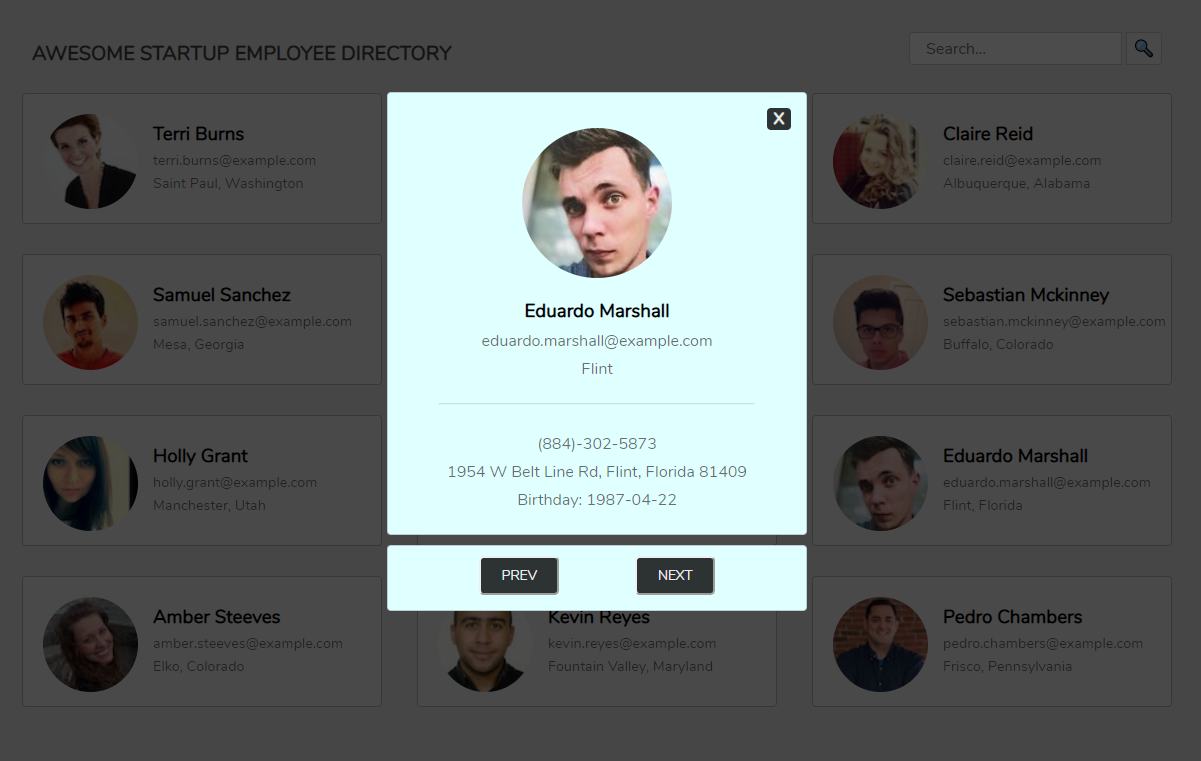 AWESOME STARTUP EMPLOYEE DIRECTORY
Search...
Terri Burns
terri.burns@example.com
Saint Paul, Washington
X
Eduardo Marshall
eduardo.marshall@example.com
Flint
(884)-302-5873
1954 W Belt Line Rd, Flint, Florida 81409
Birthday: 1987-04-22
PREV
NEXT
Claire Reid
claire.reid@example.com
Albuquerque, Alabama
Samuel Sanchez
samuel.sanchez@example.com
Mesa, Georgia
Sebastian Mckinney
sebastian.mckinney@example.com
Buffalo, Colorado
Holly Grant
holly.grant@example.com
Manchester, Utah
Eduardo Marshall
eduardo.marshall@example.com
Flint, Florida
Amber Steeves
amber.steeves@example.com
Elko, Colorado
Kevin Reyes
kevin.reyes@example.com
Fountain Valley, Maryland
Pedro Chambers
pedro.chambers@example.com
Frisco, Pennsylvania